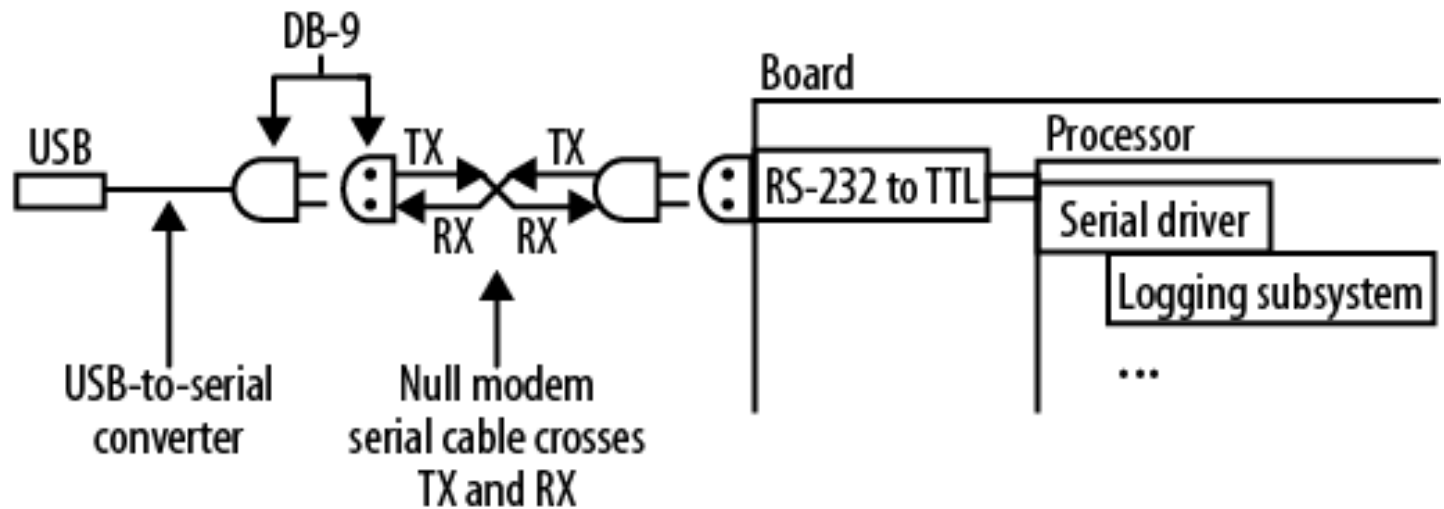 DB-9
Board
USB
TX
TX
Processor
RS-232 to TTL
RX
RX
Serial driver
Logging subsystem
...
USB-to-serial
converter
Null modem
serial cable crosses
TX and RX